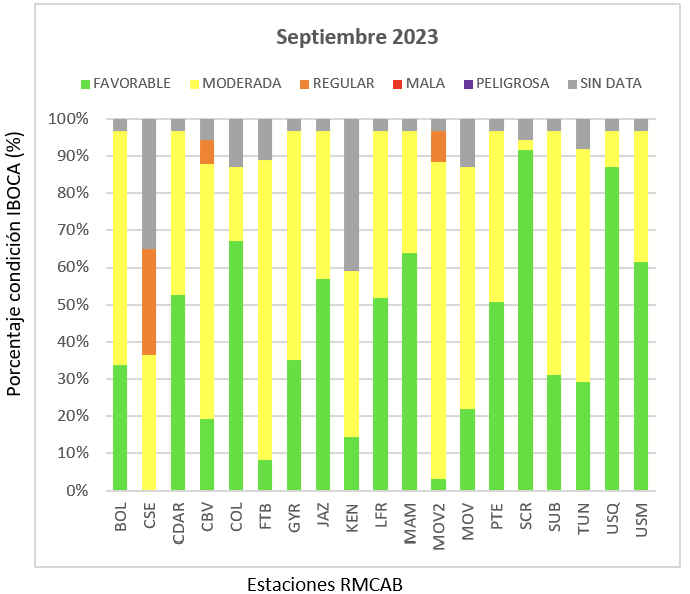 Septiembre 2023
FAVORABLE MODERADA REGULAR MALA PELIGROSA SIN DATA
Porcentaje condición IBOCA (%)
100%
90%
80%
70%
60%
50%
40%
30%
20%
10%
0%
BOL CSE CDAR CBV COL FTB GYR JAZ KEN LFR MAM MOV2 MOV PTE SCR SUB TUN USQ USM
Estaciones RMCAB